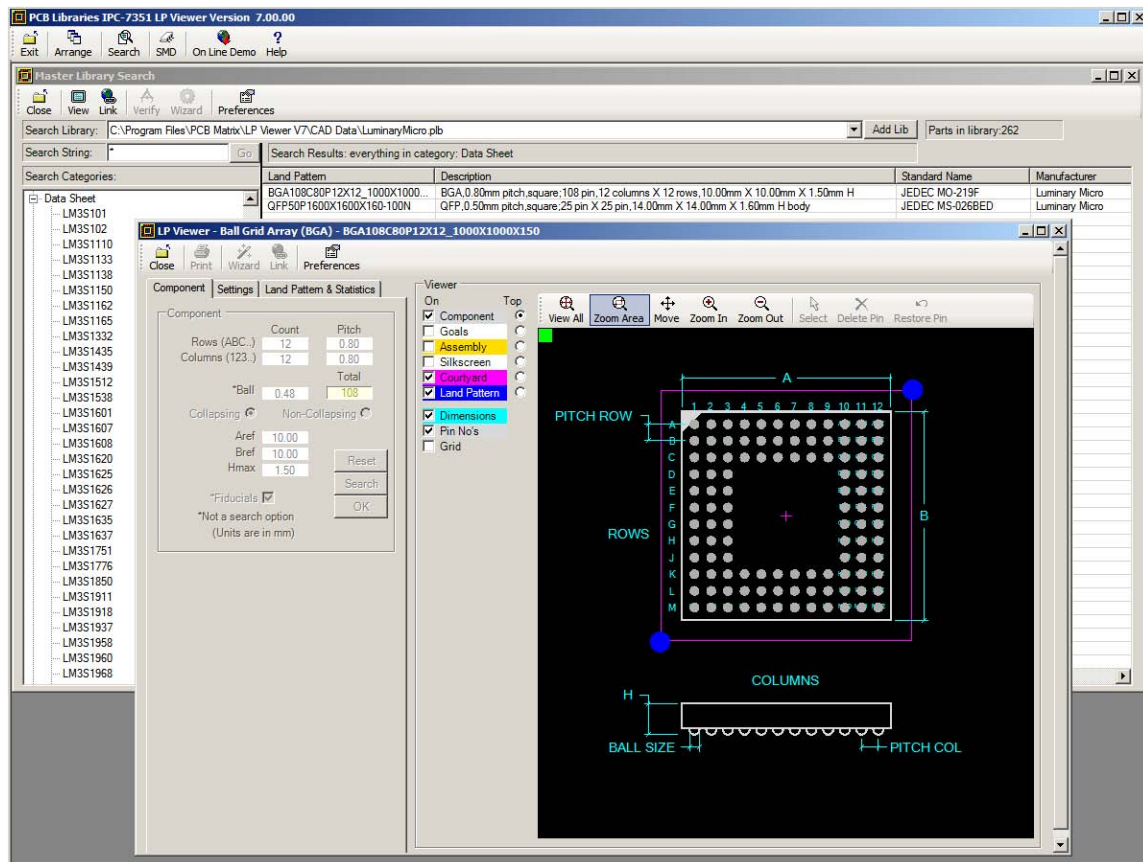 PCB Libraries IPC-7351 LP Viewer Version 7.00.00
Exit Arrange Search SMD On Line Demo Help
Master Library Search
Close View Link Verify Wizard Preferences
Search Library: C:\Program Files\PCB Matrix\LP Viewer V7\CAD Data\LuminaryMicro.plb Add Lib Parts in library:262
Search String: * Go Search Results: everything in category: Data Sheet
Search Categories: Land Pattern Description Standard Name Manufacturer
BGA108C80P12X12_1000X1000... BGA,0.80mm pitch,square;108 pin,12 columns X 12 rows,10.00mm X 10.00mm X 1.50mm H JEDEC MO-219F Luminary Micro
QFP50P1600X1600X160-100N QFP,0.50mm pitch,square;25 pin X 25 pin,14.00mm X 14.00mm X 1.60mm H body JEDEC MS-026BED Luminary Micro
Data Sheet
LM3S101
LM3S102
LM3S1110
LM3S1133
LM3S1138
LM3S1150
LM3S1162
LM3S1165
LM3S1332
LM3S1435
LM3S1439
LM3S1512
LM3S1538
LM3S1601
LM3S1607
LM3S1608
LM3S1620
LM3S1625
LM3S1626
LM3S1627
LM3S1635
LM3S1637
LM3S1751
LM3S1776
LM3S1850
LM3S1911
LM3S1918
LM3S1937
LM3S1958
LM3S1960
LM3S1968
LP Viewer - Ball Grid Array (BGA) - BGA108C80P12X12_1000X1000X150
Close Print Wizard Link Preferences
Component Settings Land Pattern & Statistics
Component
Count Pitch
Rows (ABC..) 12 0.80
Columns (123..) 12 0.80
Total
*Ball 0.48 108
Collapsing Non-Collapsing
Aref 10.00
Bref 10.00
Hmax 1.50
Reset
Search
OK
*Fiducials
*Not a search option
(Units are in mm)
Viewer
On Top
Component
Goals
Assembly
Silkscreen
Courtyard
Land Pattern
Dimensions
Pin No's
Grid
View All Zoom Area Move Zoom In Zoom Out Select Delete Pin Restore Pin
A
1 2 3 4 5 6 7 8 9 10 11 12
PITCH ROW
A
B
C
D
E
F
G
H
J
K
L
M
ROWS
B
COLUMNS
H
BALL SIZE
PITCH COL